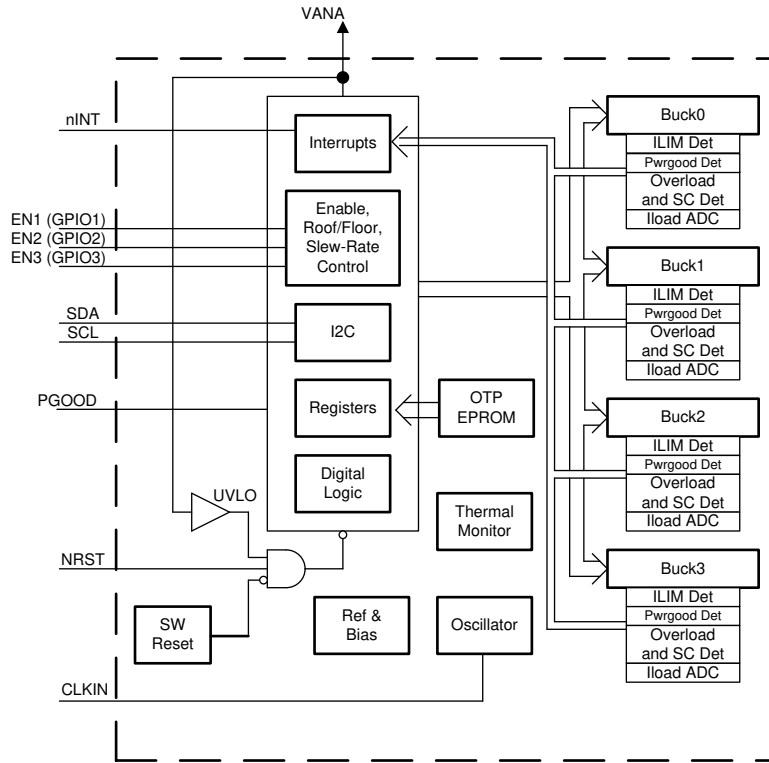 VANA
nINT
Interrupts
EN1 (GPIO1)
EN2 (GPIO2)
EN3 (GPIO3)
Enable,
Roof/Floor,
Slew-Rate
Control
SDA
SCL
I2C
PGOOD
Registers
OTP
EPROM
Digital
Logic
UVLO
Thermal
Monitor
NRST
SW
Reset
Ref &
Bias
Oscillator
CLKIN
Buck0
ILIM Det
Pwrgood Det
Overload
and SC Det
Iload ADC
Buck1
ILIM Det
Pwrgood Det
Overload
and SC Det
Iload ADC
Buck2
ILIM Det
Pwrgood Det
Overload
and SC Det
Iload ADC
Buck3
ILIM Det
Pwrgood Det
Overload
and SC Det
Iload ADC